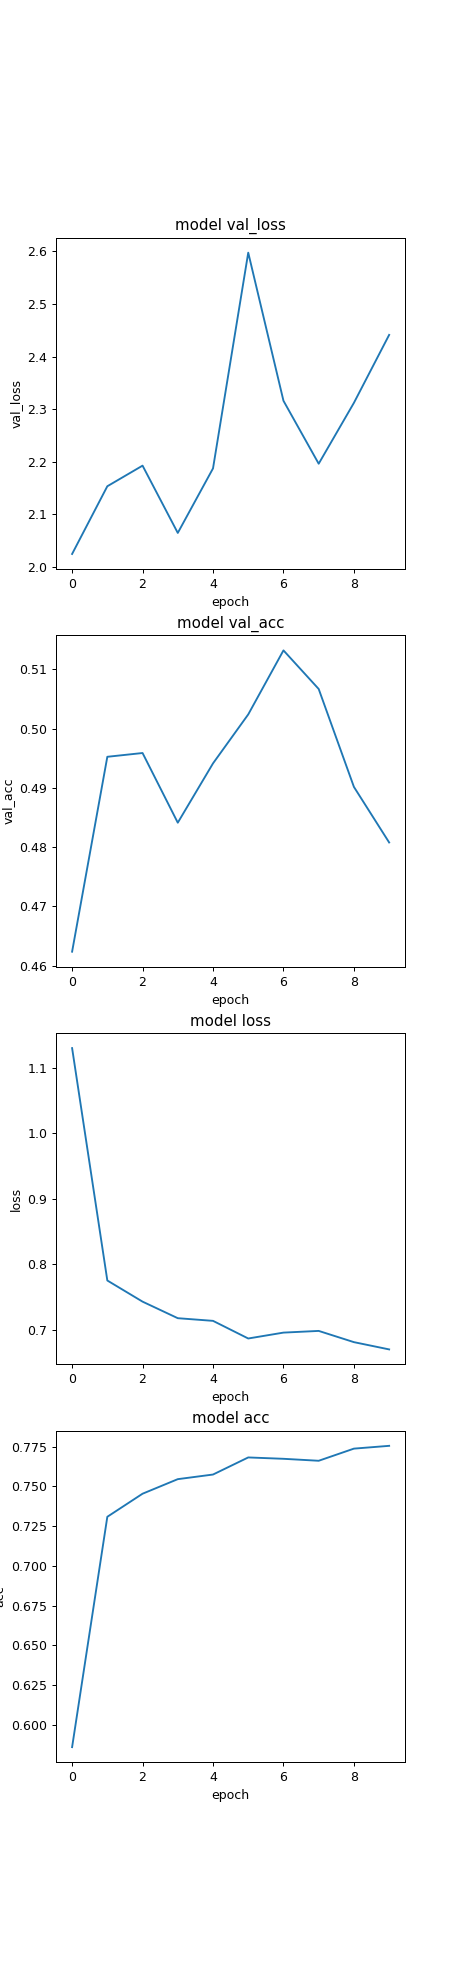 model val_loss
2.6
2.5
2.4
2.3
2.2
2.1
2.0
val_loss
0 2 4 6 8
epoch
model val_acc
0.51
0.50
0.49
0.48
0.47
0.46
val_acc
0 2 4 6 8
epoch
model loss
1.1
1.0
0.9
0.8
0.7
loss
0 2 4 6 8
epoch
model acc
0.775
0.750
0.725
0.700
0.675
0.650
0.625
0.600
0 2 4 6 8
epoch